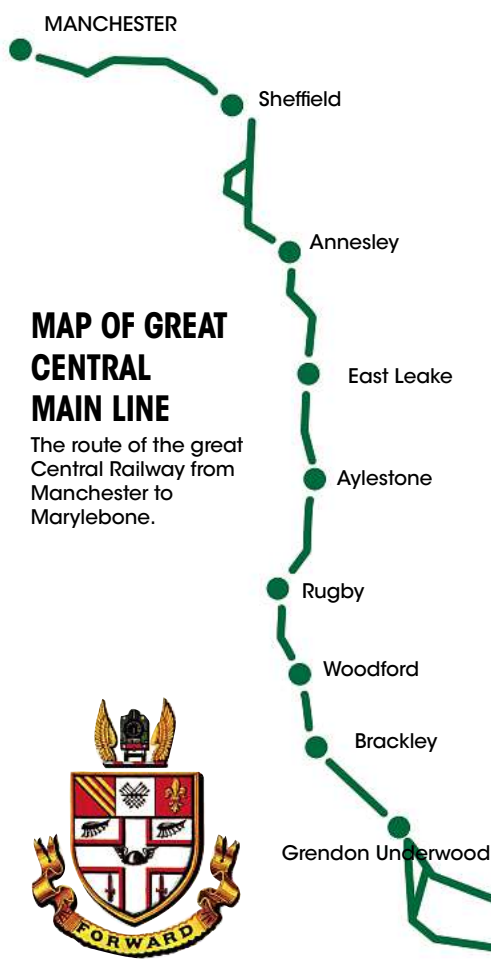 MANCHESTER
Sheffield
Annesley
MAP OF GREAT
CENTRAL
MAIN LINE
The route of the great
Central Railway from
Manchester to
Marylebone.
East Leake
Aylestone
Rugby
Woodford
Brackley
Grendon Underwood
FORWARD